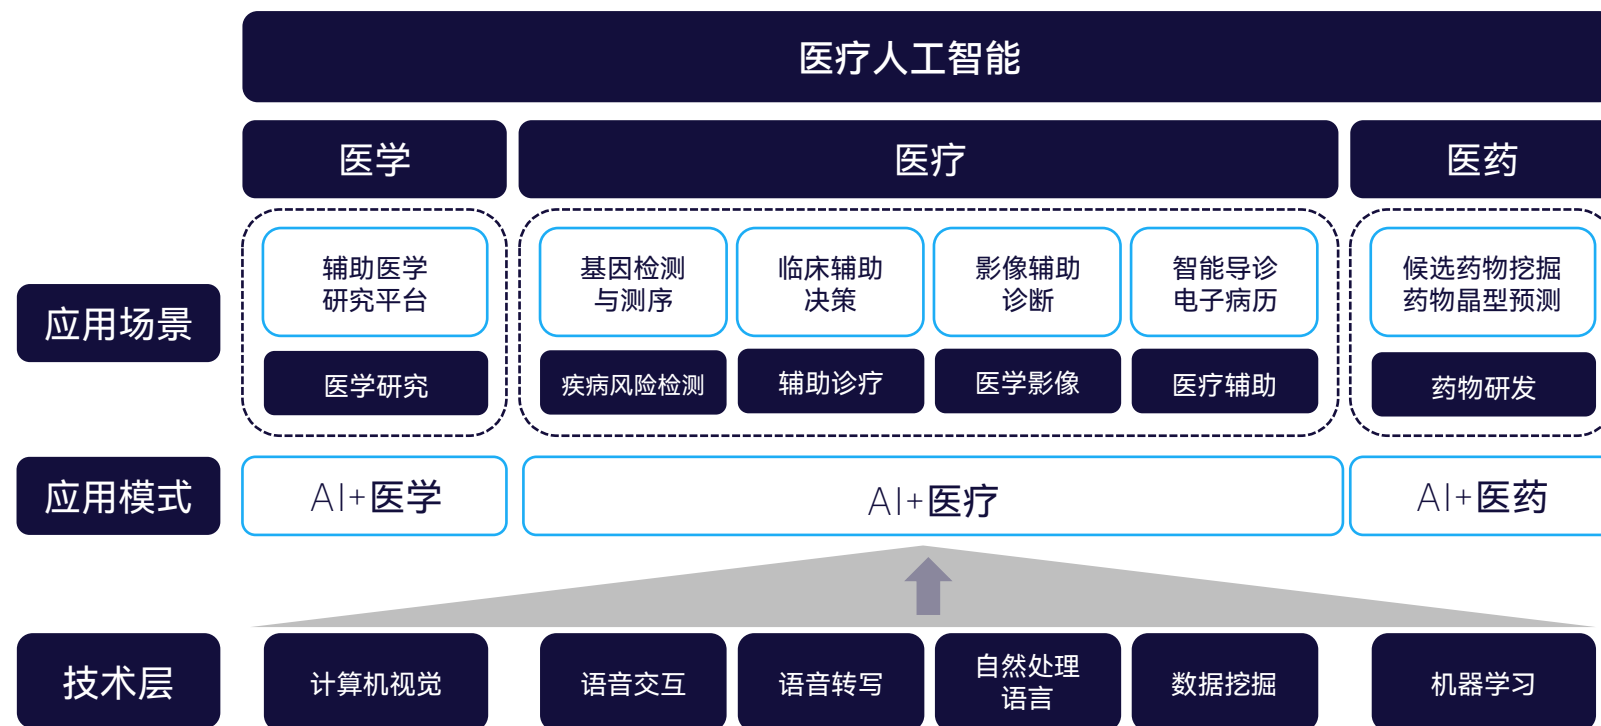 医疗人工智能
医学
医疗
医药
应用场景
辅助医学
研究平台
基因检测
与测序
临床辅助
决策
影像辅助
诊断
智能导诊
电子病历
候选药物挖掘
药物晶型预测
医学研究
疾病风险检测
辅助诊疗
医学影像
医疗辅助
药物研发
应用模式
AI+医学
AI+医疗
AI+医药
技术层
计算机视觉
语音交互
语音转写
自然处理
语言
数据挖掘
机器学习